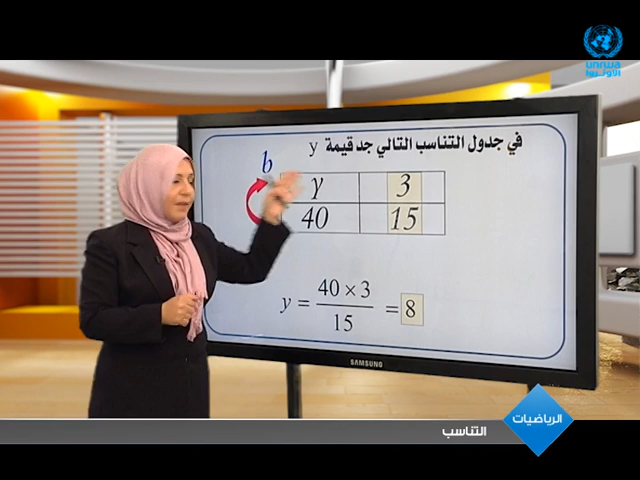 unrwa
الأونروا
في جدول التناسب التالي جد قيمة y
b
y 3
40 15
y = 40 × 3 / 15 = 8
SAMSUNG
الرياضيات
التناسب